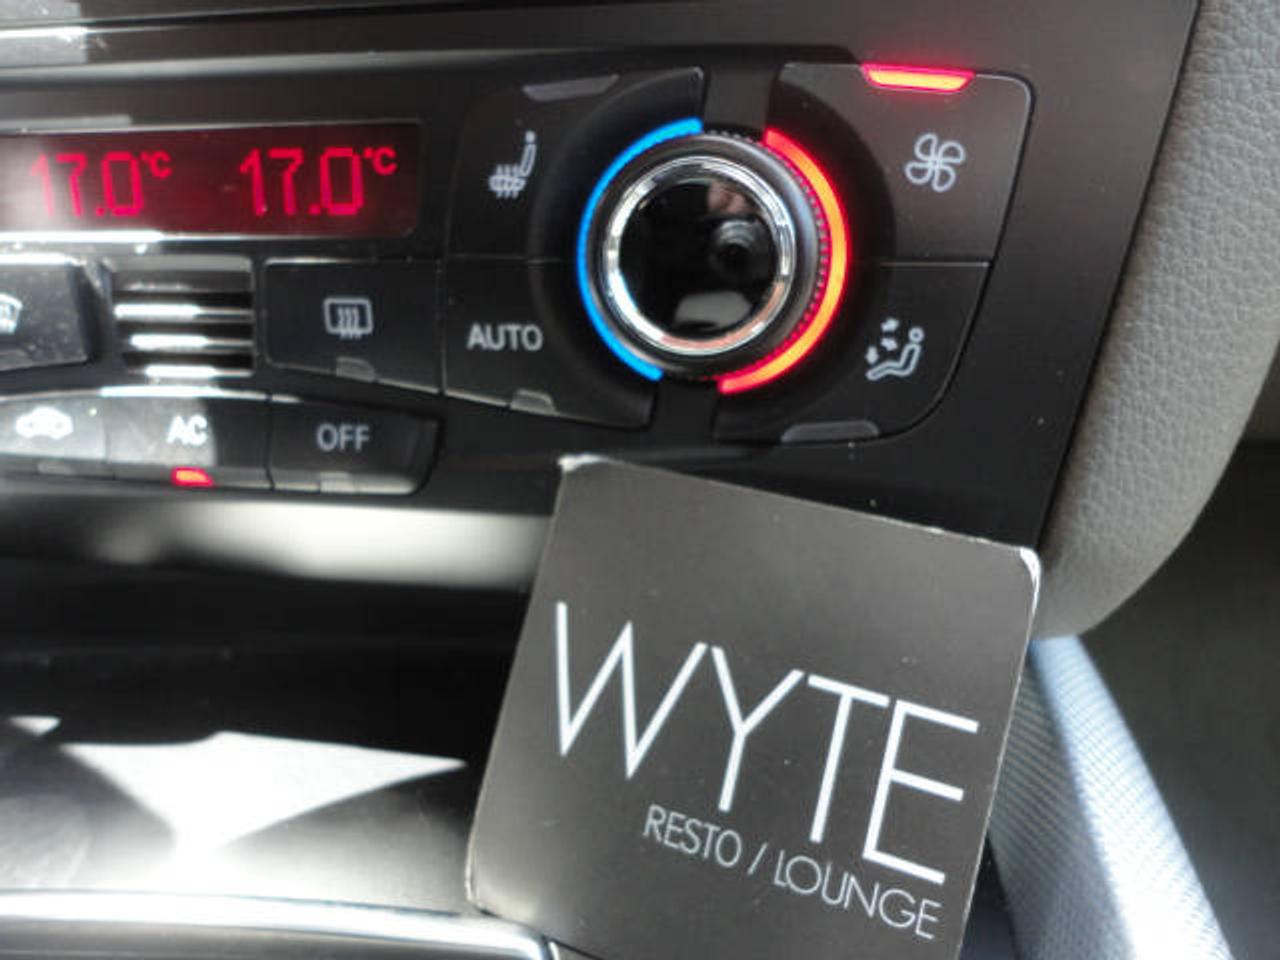 17.0°C 17.0°C
AUTO
AC OFF
WYTE
RESTO / LOUNGE